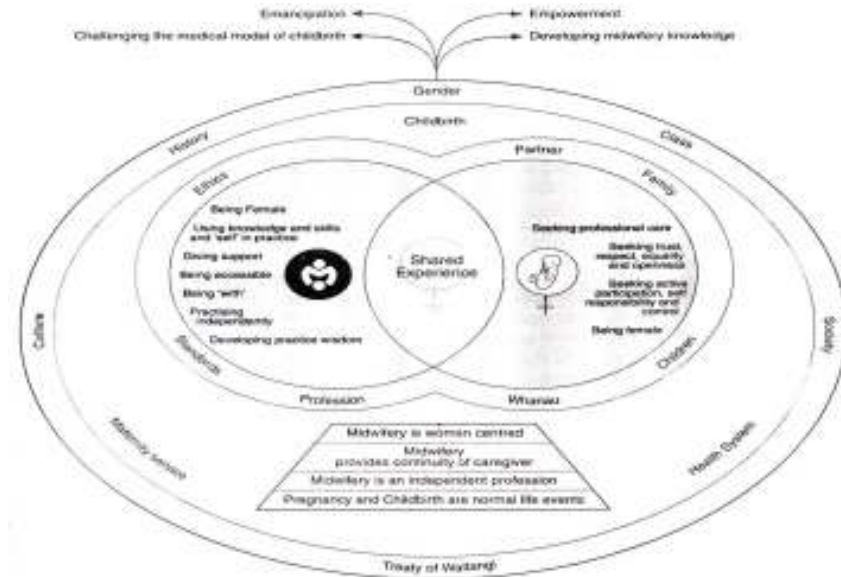 Emancipation
Empowerment
Challenging the medical model of childbirth
Developing midwifery knowledge
Gender
Childbirth
History
Class
Partner
Ethics
Family
Being Female
Using knowledge and skills
and 'self' in practice
Giving support
Being accessible
Being 'with'
Practising
independently
Developing practice wisdom
Shared
Experience
Seeking professional care
Seeking trust,
respect, equality
and openness
Seeking active
participation, self
responsibility and
control
Being female
Culture
Society
Standards
Children
Profession
Whanau
Maternity service
Health System
Midwifery is women centred
Midwifery
provides continuity of caregiver
Midwifery is an independent profession
Pregnancy and Childbirth are normal life events
Treaty of Waitangi